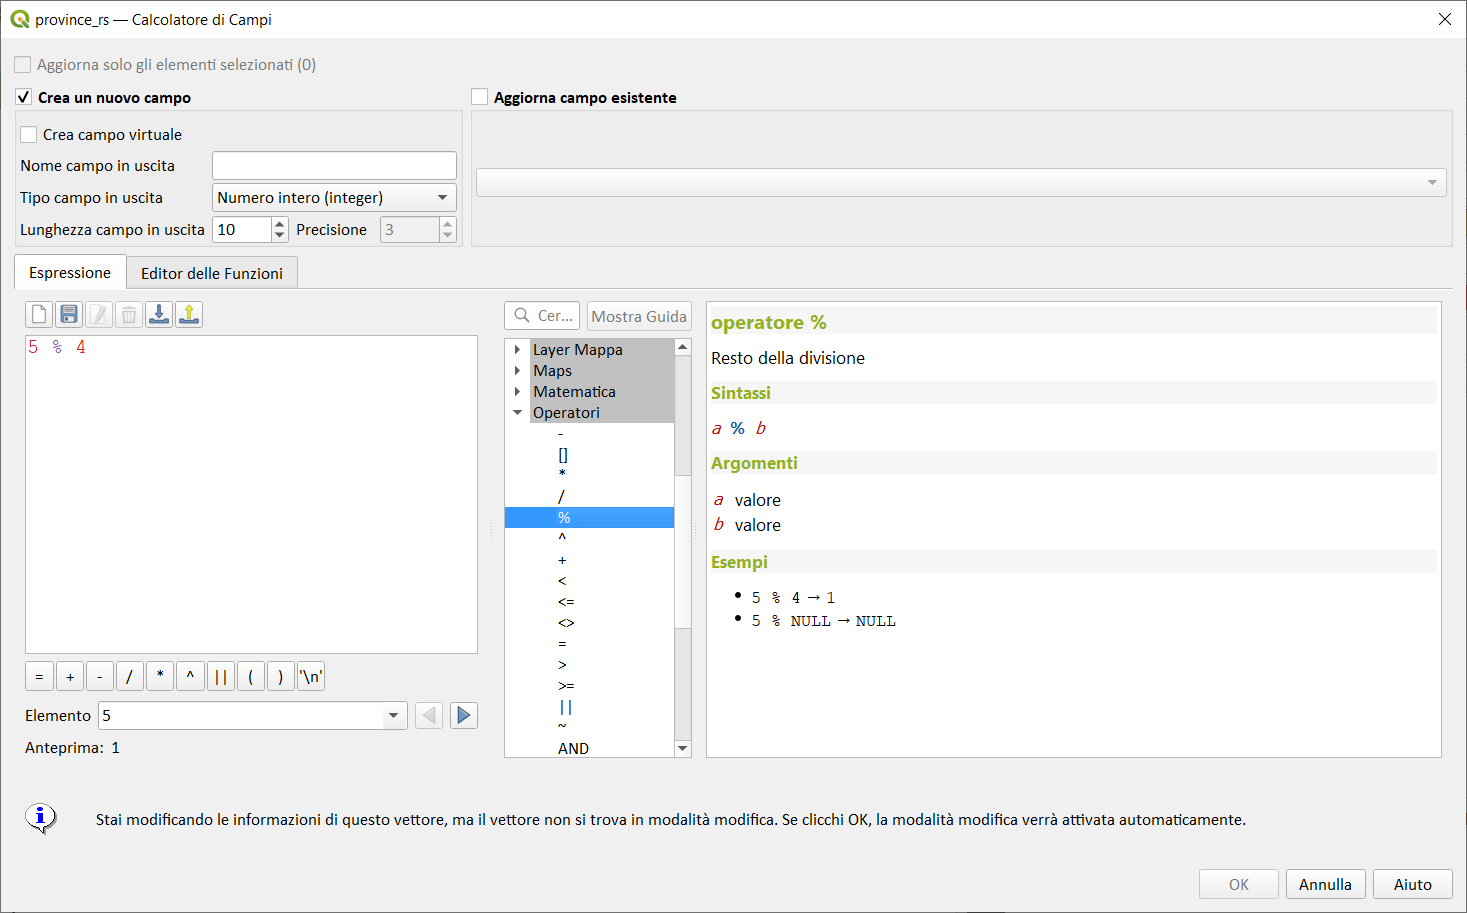 province_rs — Calcolatore di Campi
Aggiorna solo gli elementi selezionati (0)
Crea un nuovo campo
Aggiorna campo esistente
Crea campo virtuale
Nome campo in uscita
Tipo campo in uscita Numero intero (integer)
Lunghezza campo in uscita 10 Precisione 3
Espressione Editor delle Funzioni
Cer... Mostra Guida
5 % 4
= + - / * ^ || ( ) '\n'
Elemento 5
Anteprima: 1
Layer Mappa
Maps
Matematica
Operatori
-
[]
*
/
%
^
+
<
<=
<>
=
>
>=
||
~
AND
operatore %
Resto della divisione
Sintassi
a % b
Argomenti
a valore
b valore
Esempi
• 5 % 4 → 1
• 5 % NULL → NULL
Stai modificando le informazioni di questo vettore, ma il vettore non si trova in modalità modifica. Se clicchi OK, la modalità modifica verrà attivata automaticamente.
OK Annulla Aiuto